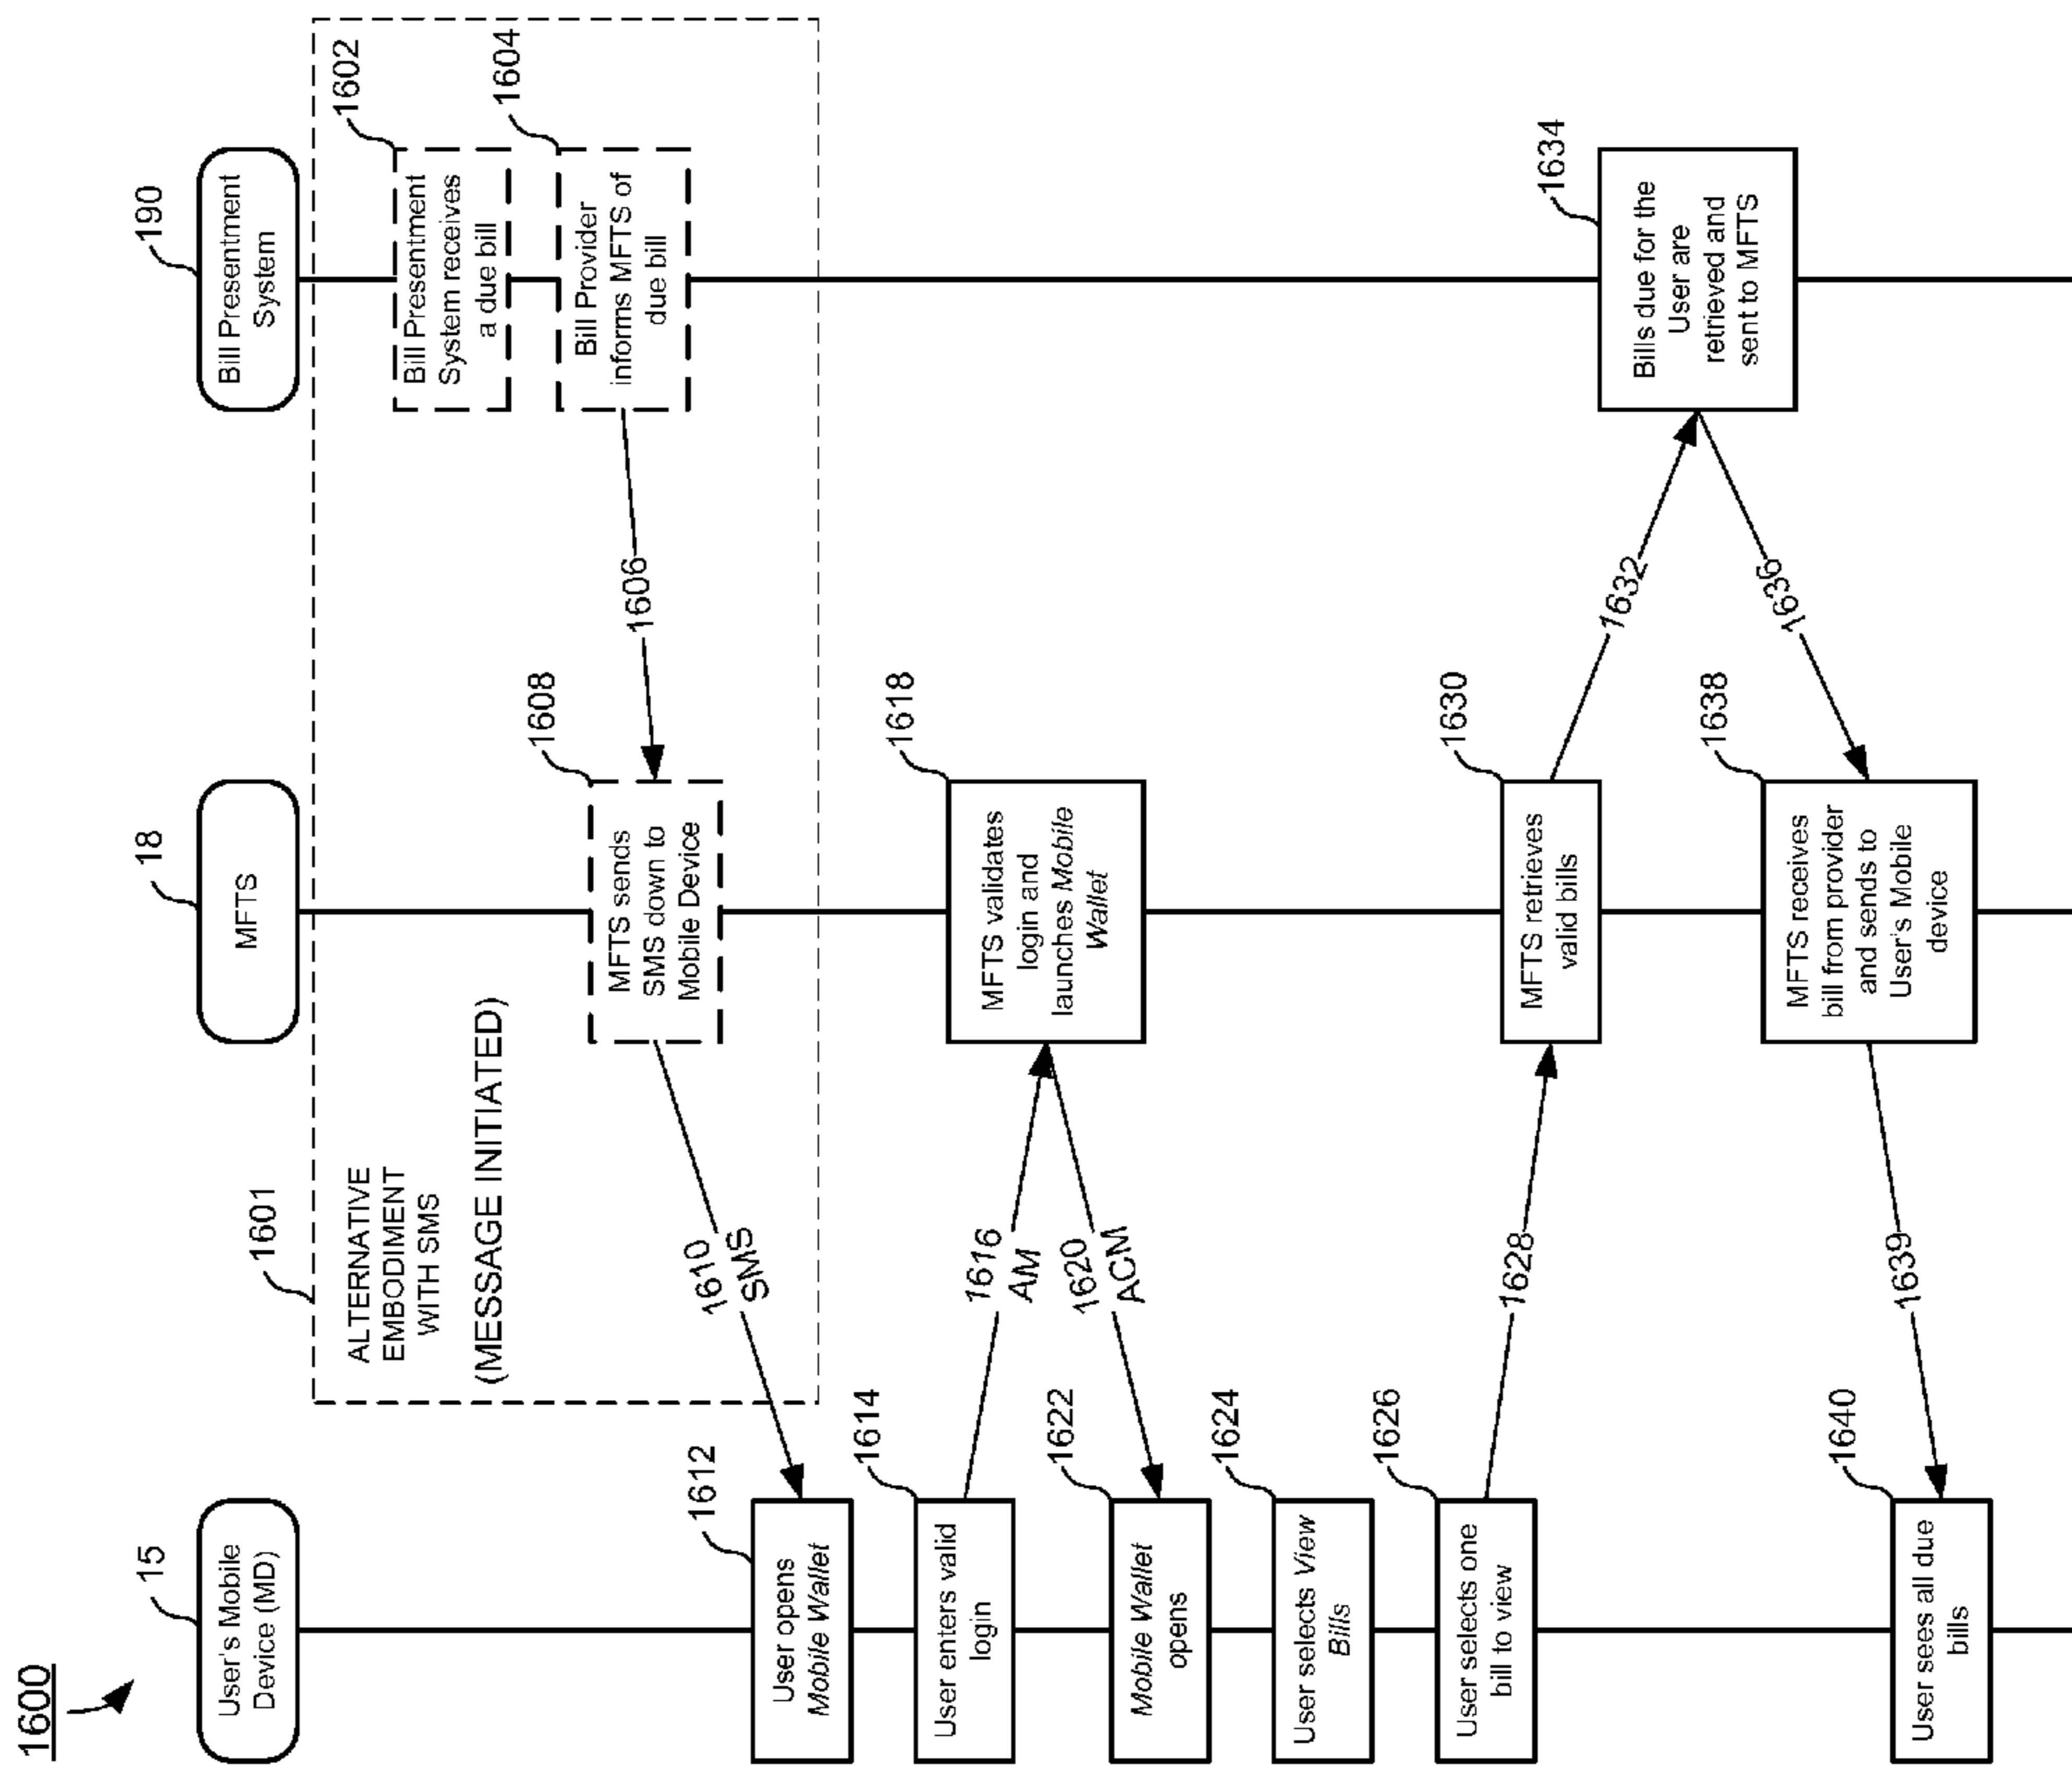 1600
15
User's Mobile
Device (MD)
18
MFTS
190
Bill Presentment
System
1601
ALTERNATIVE
EMBODIMENT
WITH SMS
(MESSAGE INITIATED)
1602
Bill Presentment
System receives
a due bill
1604
Bill Provider
informs MFTS of
due bill
1606
1608
MFTS sends
SMS down to
Mobile Device
1610
SMS
1612
User opens
Mobile Wallet
1614
User enters valid
login
1616
AM
1618
MFTS validates
login and
launches Mobile
Wallet
1620
ACM
1622
Mobile Wallet
opens
1624
User selects View
Bills
1626
User selects one
bill to view
1628
1630
MFTS retrieves
valid bills
1632
1634
Bills due for the
User are
retrieved and
sent to MFTS
1636
1638
MFTS receives
bill from provider
and sends to
User's Mobile
device
1639
1640
User sees all due
bills